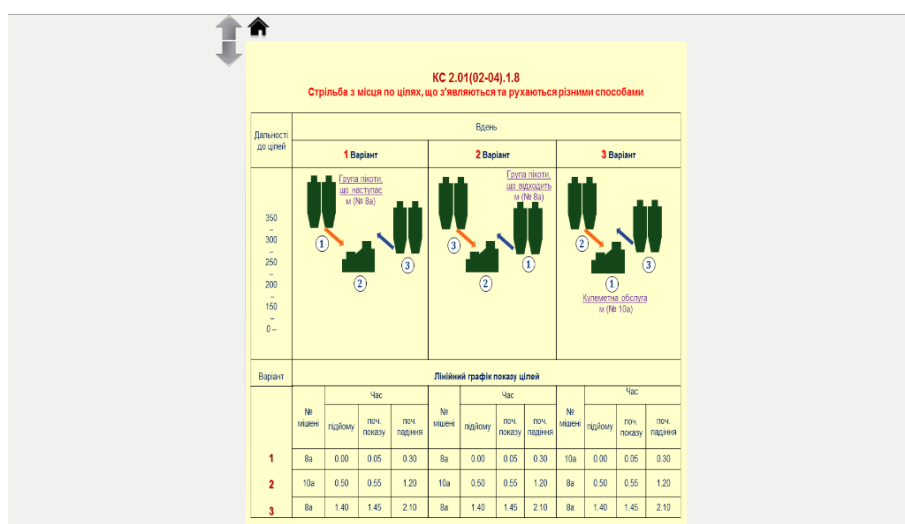 КС 2.01(02-04).1.8
Стрільба з місця по цілях, що з'являються та рухаються різними способами
Дальності до цілей
Вдень
1 Варіант
2 Варіант
3 Варіант
350
–
300
–
250
–
200
–
150
–
0 –
Група піхоти,
що наступає
м (№ 8а)
1
2
3
Група піхоти,
що відходить
м (№ 8а)
3
2
1
2
1
3
Кулеметна обслуга
м (№ 10а)
Варіант
Лінійний графік показу цілей
№ мішені
Час
підйому
поч. показу
поч. падіння
№ мішені
Час
підйому
поч. показу
поч. падіння
№ мішені
Час
підйому
поч. показу
поч. падіння
1 8а 0.00 0.05 0.30 8а 0.00 0.05 0.30 10а 0.00 0.05 0.30
2 10а 0.50 0.55 1.20 10а 0.50 0.55 1.20 8а 0.50 0.55 1.20
3 8а 1.40 1.45 2.10 8а 1.40 1.45 2.10 8а 1.40 1.45 2.10